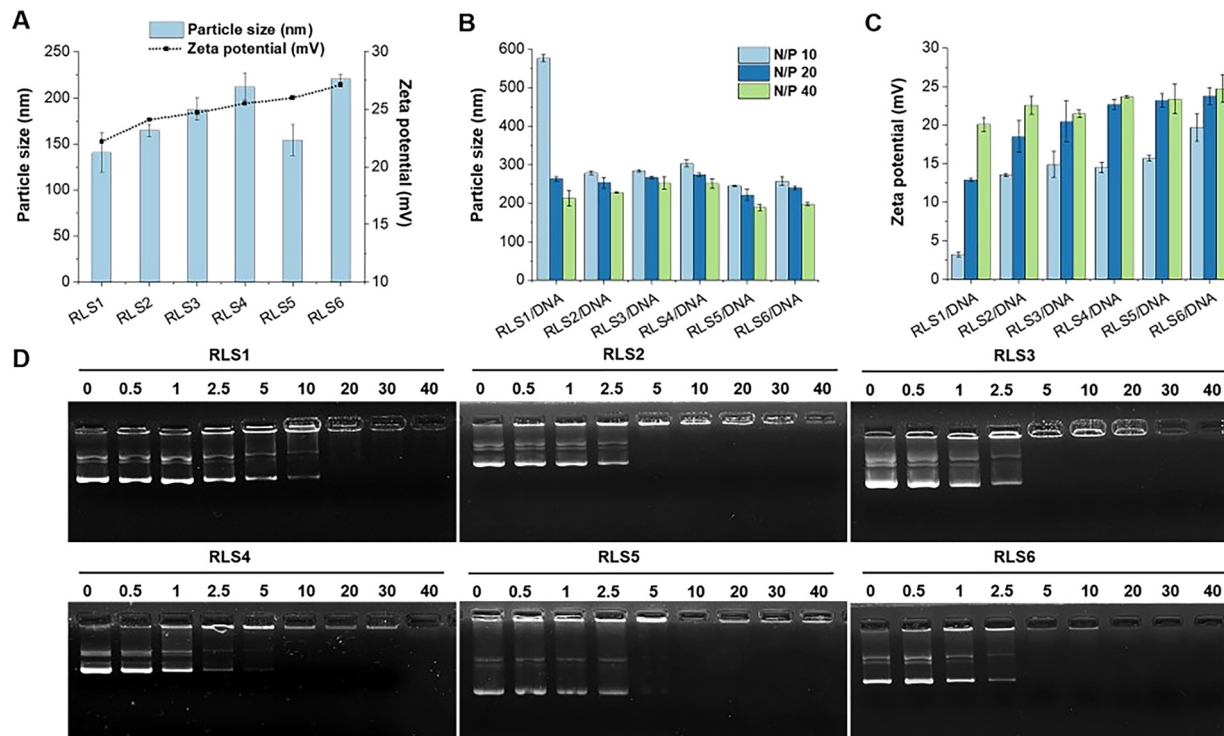 A
Particle size (nm)
Zeta potential (mV)
250
200
150
100
50
0
Particle size (nm)
30
25
20
15
10
Zeta potential (mV)
RLS1
RLS2
RLS3
RLS4
RLS5
RLS6
B
600
500
400
300
200
100
0
Particle size (nm)
N/P 10
N/P 20
N/P 40
RLS1/DNA
RLS2/DNA
RLS3/DNA
RLS4/DNA
RLS5/DNA
RLS6/DNA
C
30
25
20
15
10
5
0
Zeta potential (mV)
RLS1/DNA
RLS2/DNA
RLS3/DNA
RLS4/DNA
RLS5/DNA
RLS6/DNA
D
RLS1
0 0.5 1 2.5 5 10 20 30 40
RLS2
0 0.5 1 2.5 5 10 20 30 40
RLS3
0 0.5 1 2.5 5 10 20 30 40
RLS4
0 0.5 1 2.5 5 10 20 30 40
RLS5
0 0.5 1 2.5 5 10 20 30 40
RLS6
0 0.5 1 2.5 5 10 20 30 40